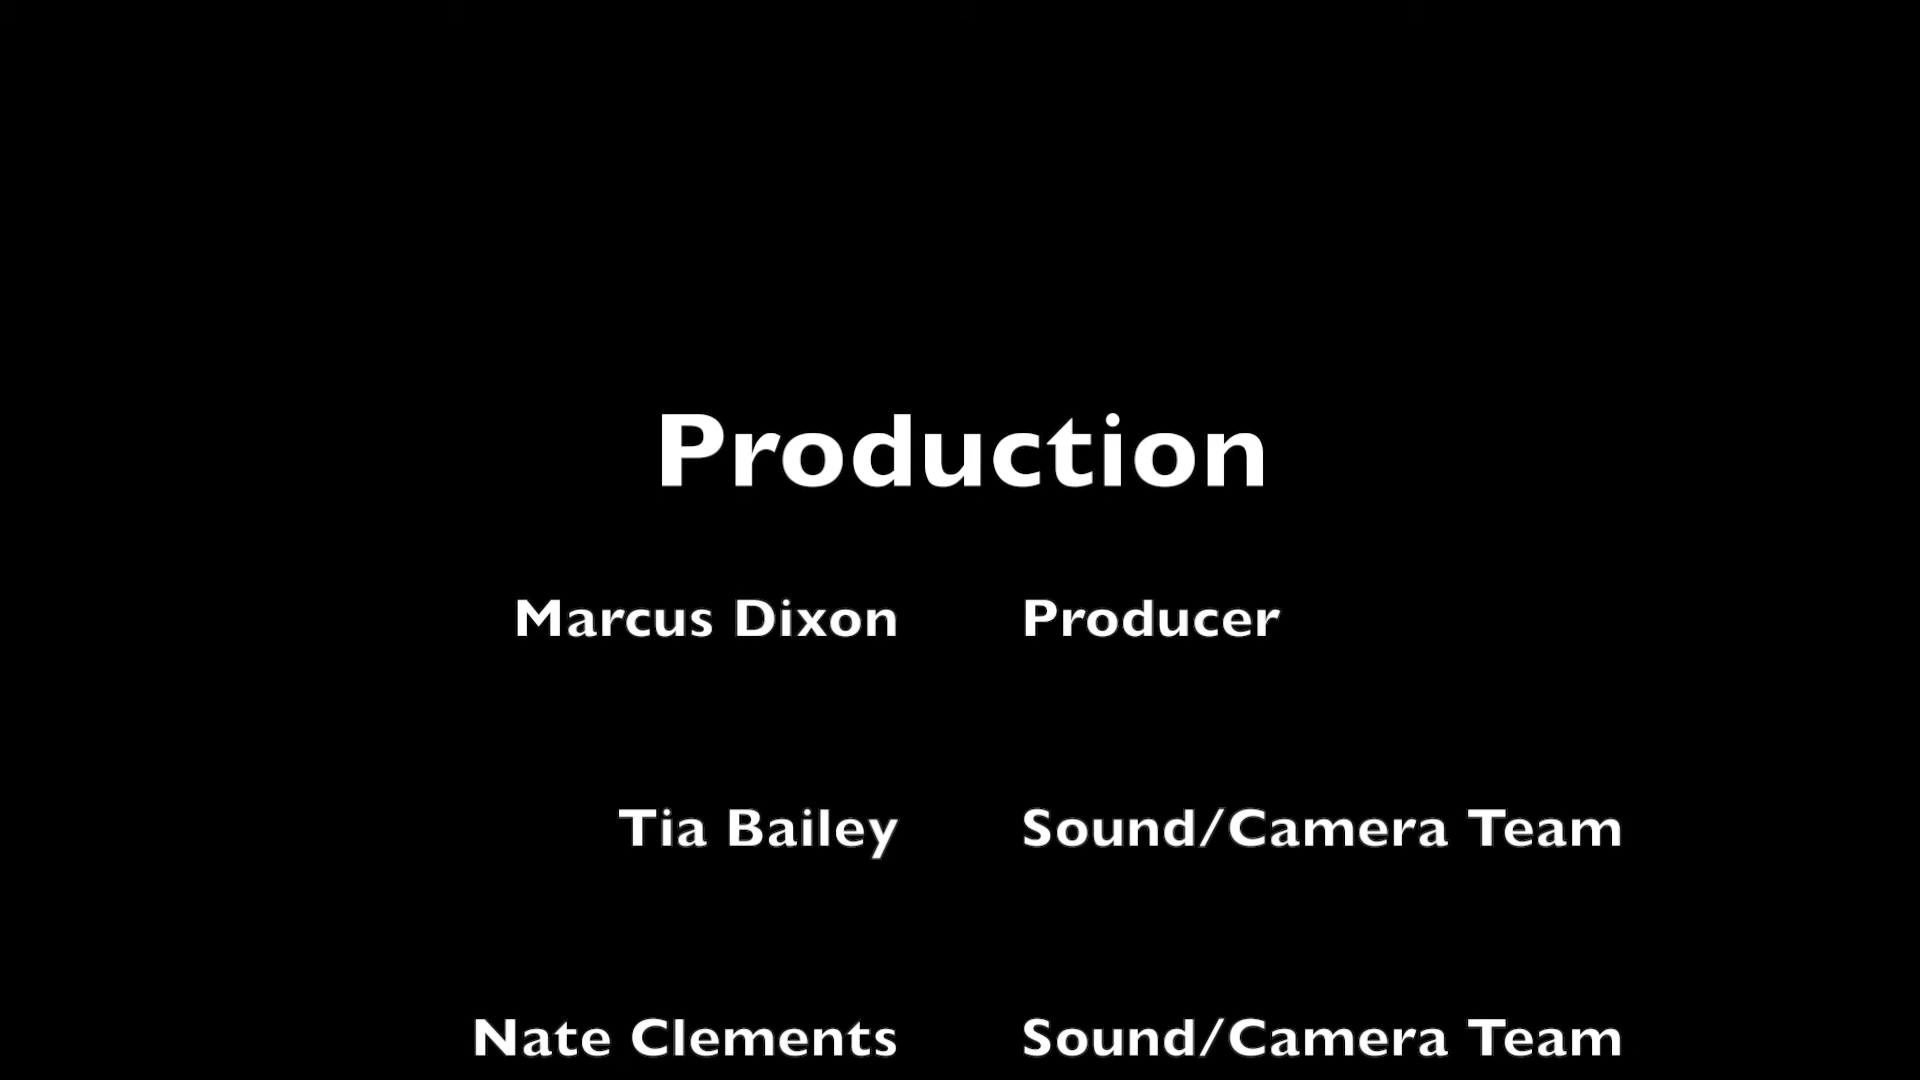 Production
Marcus Dixon Producer
Tia Bailey Sound/Camera Team
Nate Clements Sound/Camera Team